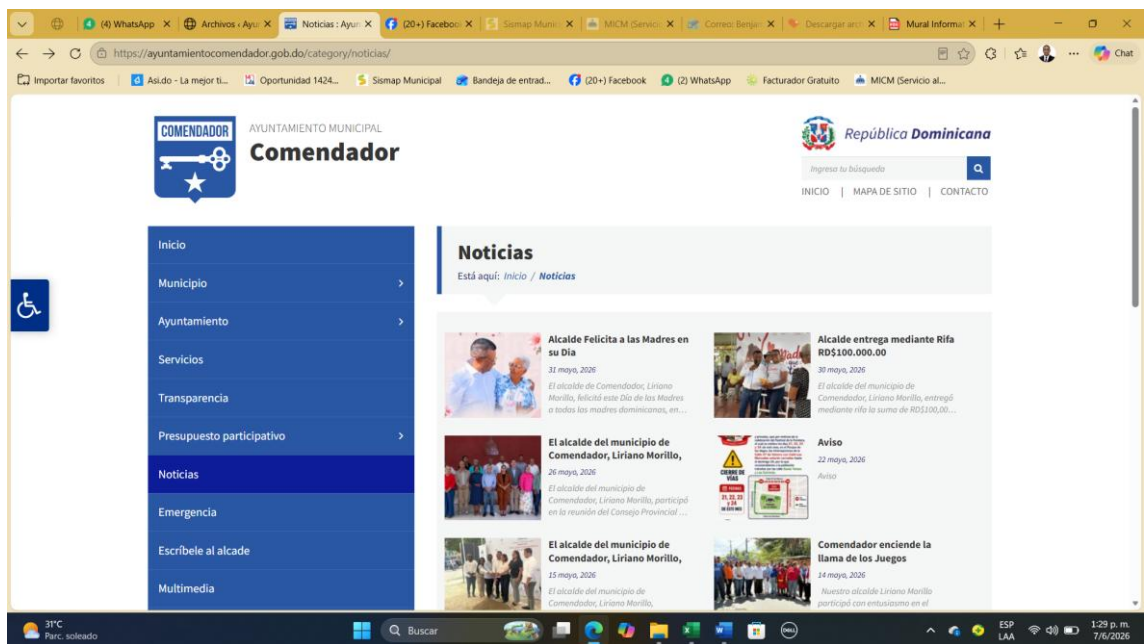 (4) WhatsApp
Archivos ‹ Ayu
Noticias : Ayun
(20+) Facebook
Sismap Munic
MICM (Servici
Correo: Benja
Descargar arch
Mural Informat
https://ayuntamientocomendador.gob.do/category/noticias/
Chat
Importar favoritos
Asi.do - La mejor ti...
Oportunidad 1424...
Sismap Municipal
Bandeja de entrad...
(20+) Facebook
(2) WhatsApp
Facturador Gratuito
MICM (Servicio al...
COMENDADOR
AYUNTAMIENTO MUNICIPAL
Comendador
República Dominicana
Ingresa tu búsqueda
INICIO | MAPA DE SITIO | CONTACTO
Inicio
Municipio
Ayuntamiento
Servicios
Transparencia
Presupuesto participativo
Noticias
Emergencia
Escríbele al alcade
Multimedia
Noticias
Está aquí: Inicio / Noticias
Alcalde Felicita a las Madres en
su Dia
31 mayo, 2026
El alcalde de Comendador, Liriano
Morillo, felicitó este Día de las Madres
a todas las madres dominicanas, en...
Alcalde entrega mediante Rifa
RD$100.000.00
30 mayo, 2026
El alcalde del municipio de
Comendador, Liriano Morillo, entregó
mediante rifa la suma de RD$100,00...
El alcalde del municipio de
Comendador, Liriano Morillo,
26 mayo, 2026
El alcalde del municipio de
Comendador, Liriano Morillo, participó
en la reunión del Consejo Provincial ...
CIERRE DE
VÍAS
21, 22, 23
y 24
DE ESTE MES
Aviso
22 mayo, 2026
Aviso
El alcalde del municipio de
Comendador, Liriano Morillo,
15 mayo, 2026
El alcalde del municipio de
Comendador, Liriano Morillo,
Comendador enciende la
llama de los Juegos
14 mayo, 2026
Nuestro alcalde Liriano Morillo
participó con entusiasmo en el
31°C
Parc. soleado
Buscar
ESP
LAA
1:29 p. m.
7/6/2026